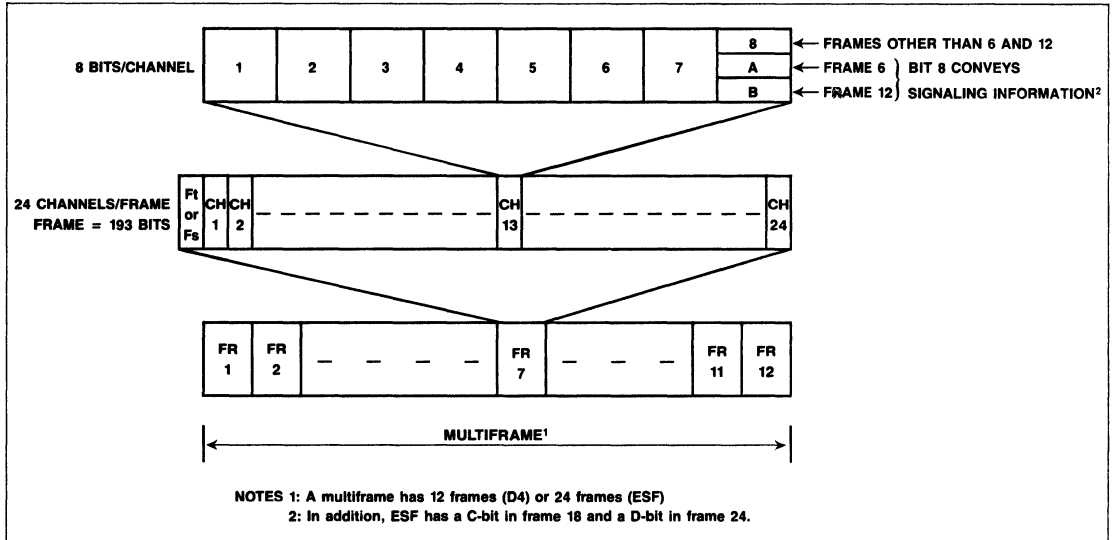 8 BITS/CHANNEL
1 2 3 4 5 6 7
8 FRAMES OTHER THAN 6 AND 12
A FRAME 6 BIT 8 CONVEYS
B FRAME 12 SIGNALING INFORMATION²
24 CHANNELS/FRAME
FRAME = 193 BITS
Ft
or
Fs
CH
1
CH
2
CH
13
CH
24
FR
1
FR
2
FR
7
FR
11
FR
12
MULTIFRAME¹
NOTES 1: A multiframe has 12 frames (D4) or 24 frames (ESF)
2: In addition, ESF has a C-bit in frame 18 and a D-bit in frame 24.